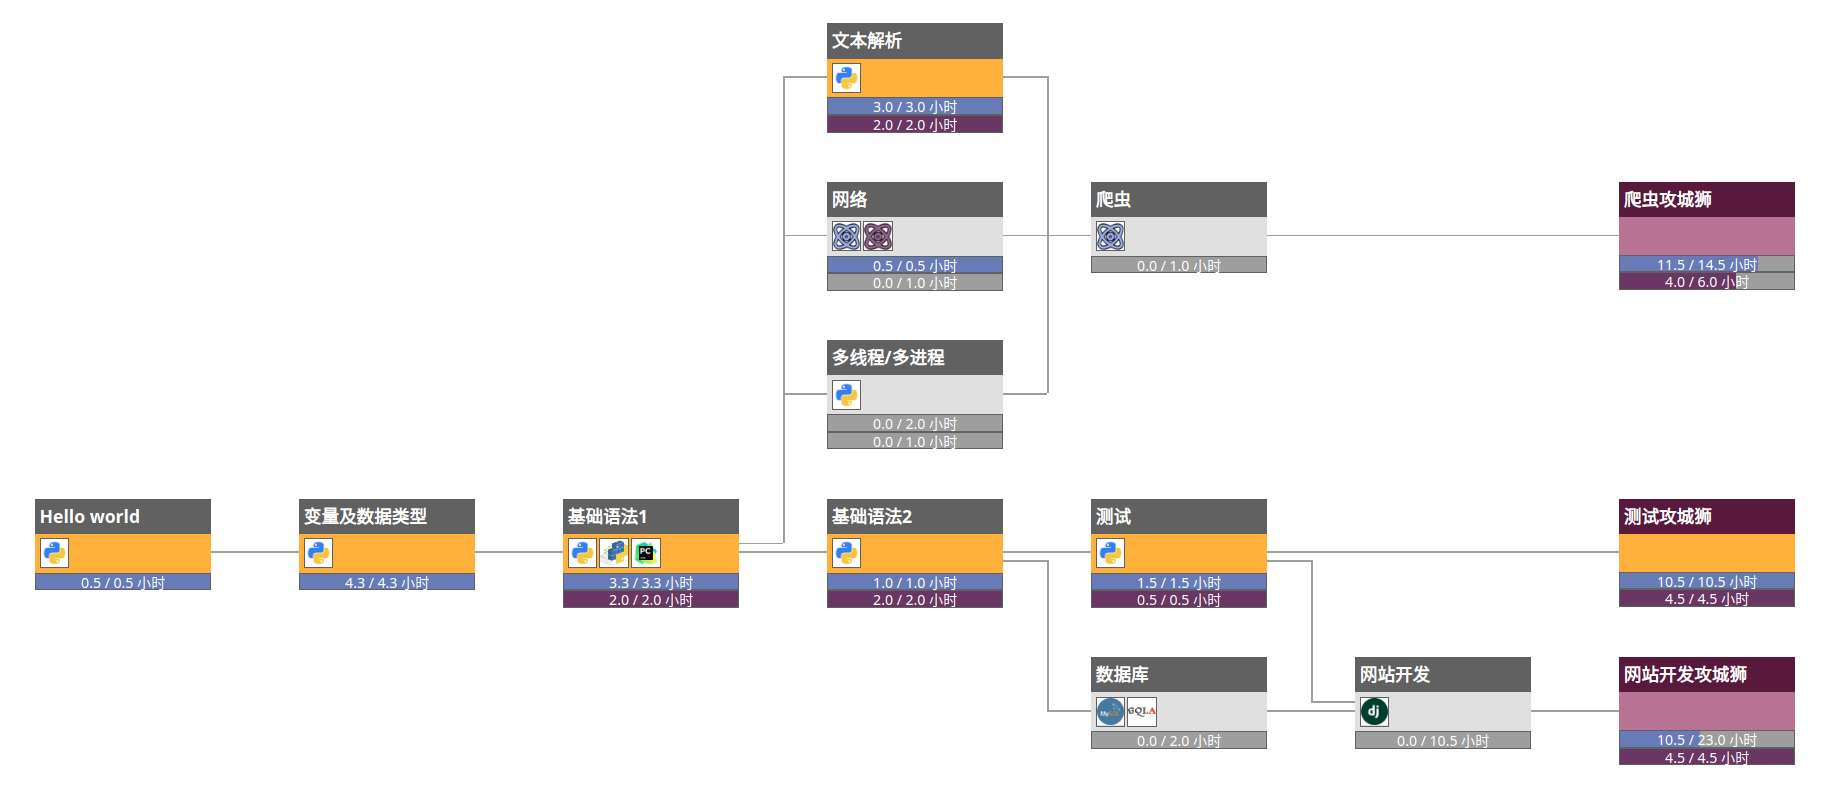 文本解析
3.0 / 3.0 小时
2.0 / 2.0 小时
网络
0.5 / 0.5 小时
0.0 / 1.0 小时
爬虫
0.0 / 1.0 小时
爬虫攻城狮
11.5 / 14.5 小时
4.0 / 6.0 小时
多线程/多进程
0.0 / 2.0 小时
0.0 / 1.0 小时
Hello world
0.5 / 0.5 小时
变量及数据类型
4.3 / 4.3 小时
基础语法1
PC
3.3 / 3.3 小时
2.0 / 2.0 小时
基础语法2
1.0 / 1.0 小时
2.0 / 2.0 小时
测试
1.5 / 1.5 小时
0.5 / 0.5 小时
测试攻城狮
10.5 / 10.5 小时
4.5 / 4.5 小时
数据库
MySQL
SQLA
0.0 / 2.0 小时
网站开发
dj
0.0 / 10.5 小时
网站开发攻城狮
10.5 / 23.0 小时
4.5 / 4.5 小时